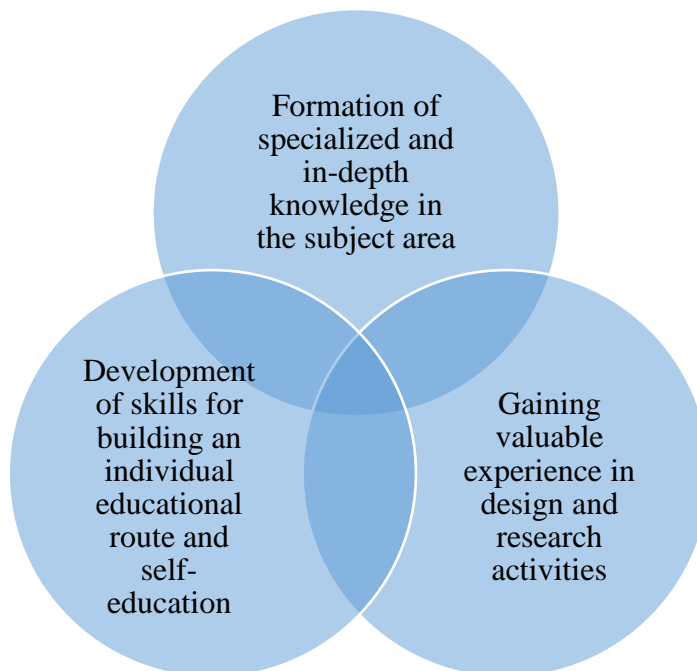 Formation of
specialized and
in-depth
knowledge in
the subject area
Development
of skills for
building an
individual
educational
route and
self-
education
Gaining
valuable
experience in
design and
research
activities